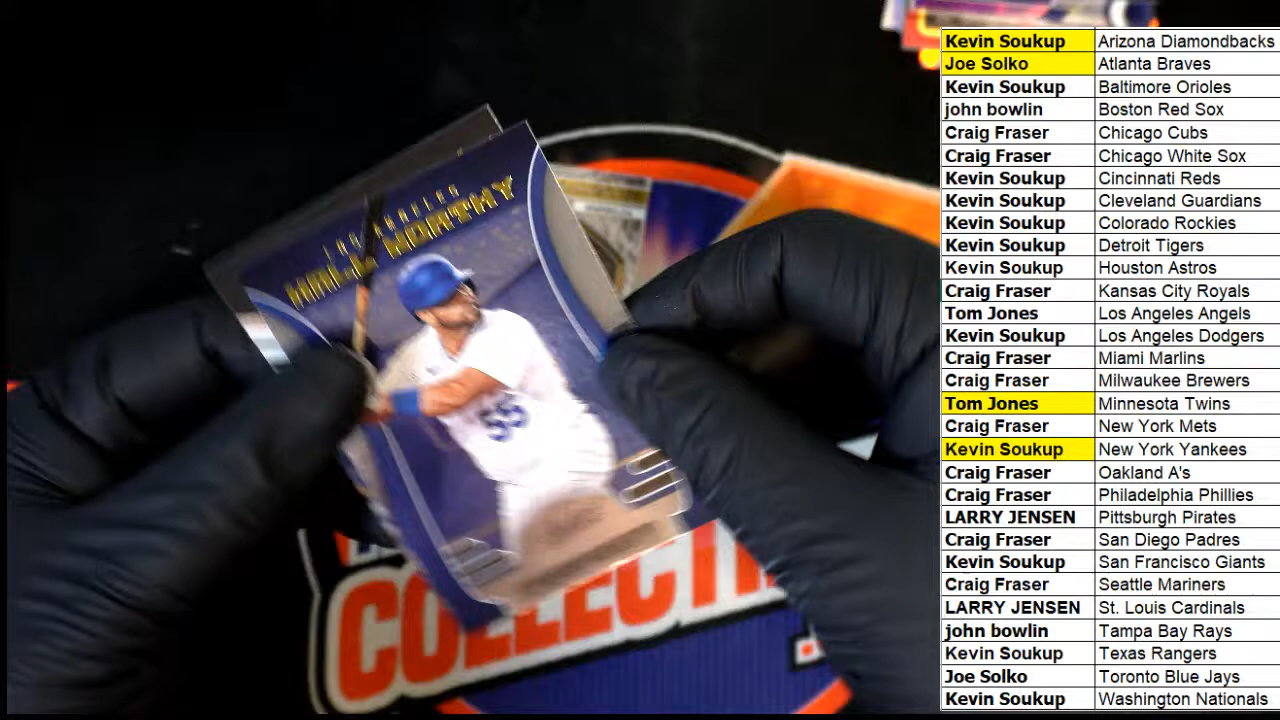 LOS ANGELES
HALL WORTHY
55
COLLECTI
Kevin Soukup Arizona Diamondbacks
Joe Solko Atlanta Braves
Kevin Soukup Baltimore Orioles
john bowlin Boston Red Sox
Craig Fraser Chicago Cubs
Craig Fraser Chicago White Sox
Kevin Soukup Cincinnati Reds
Kevin Soukup Cleveland Guardians
Kevin Soukup Colorado Rockies
Kevin Soukup Detroit Tigers
Kevin Soukup Houston Astros
Craig Fraser Kansas City Royals
Tom Jones Los Angeles Angels
Kevin Soukup Los Angeles Dodgers
Craig Fraser Miami Marlins
Craig Fraser Milwaukee Brewers
Tom Jones Minnesota Twins
Craig Fraser New York Mets
Kevin Soukup New York Yankees
Craig Fraser Oakland A's
Craig Fraser Philadelphia Phillies
LARRY JENSEN Pittsburgh Pirates
Craig Fraser San Diego Padres
Kevin Soukup San Francisco Giants
Craig Fraser Seattle Mariners
LARRY JENSEN St. Louis Cardinals
john bowlin Tampa Bay Rays
Kevin Soukup Texas Rangers
Joe Solko Toronto Blue Jays
Kevin Soukup Washington Nationals